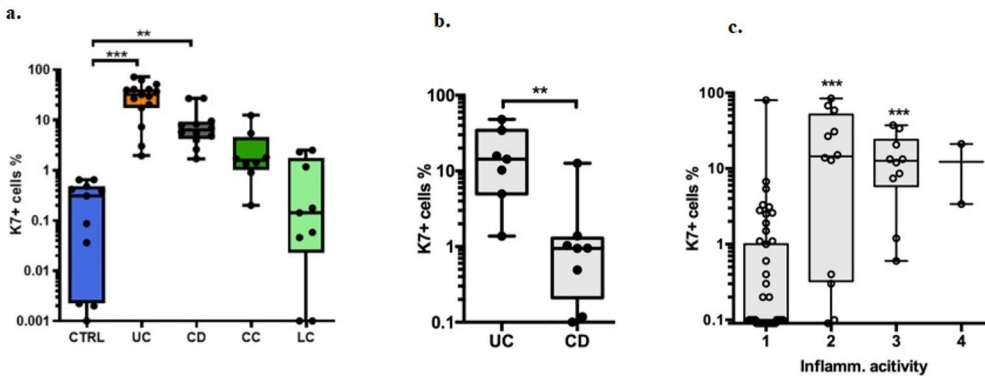 a.
**
***
K7+ cells %
100
10
1
0.1
0.01
0.001
CTRL UC CD CC LC
b.
**
K7+ cells %
100
10
1
0.1
UC CD
c.
*** ***
K7+ cells %
100
10
1
0.1
1 2 3 4
Inflamm. acitivity